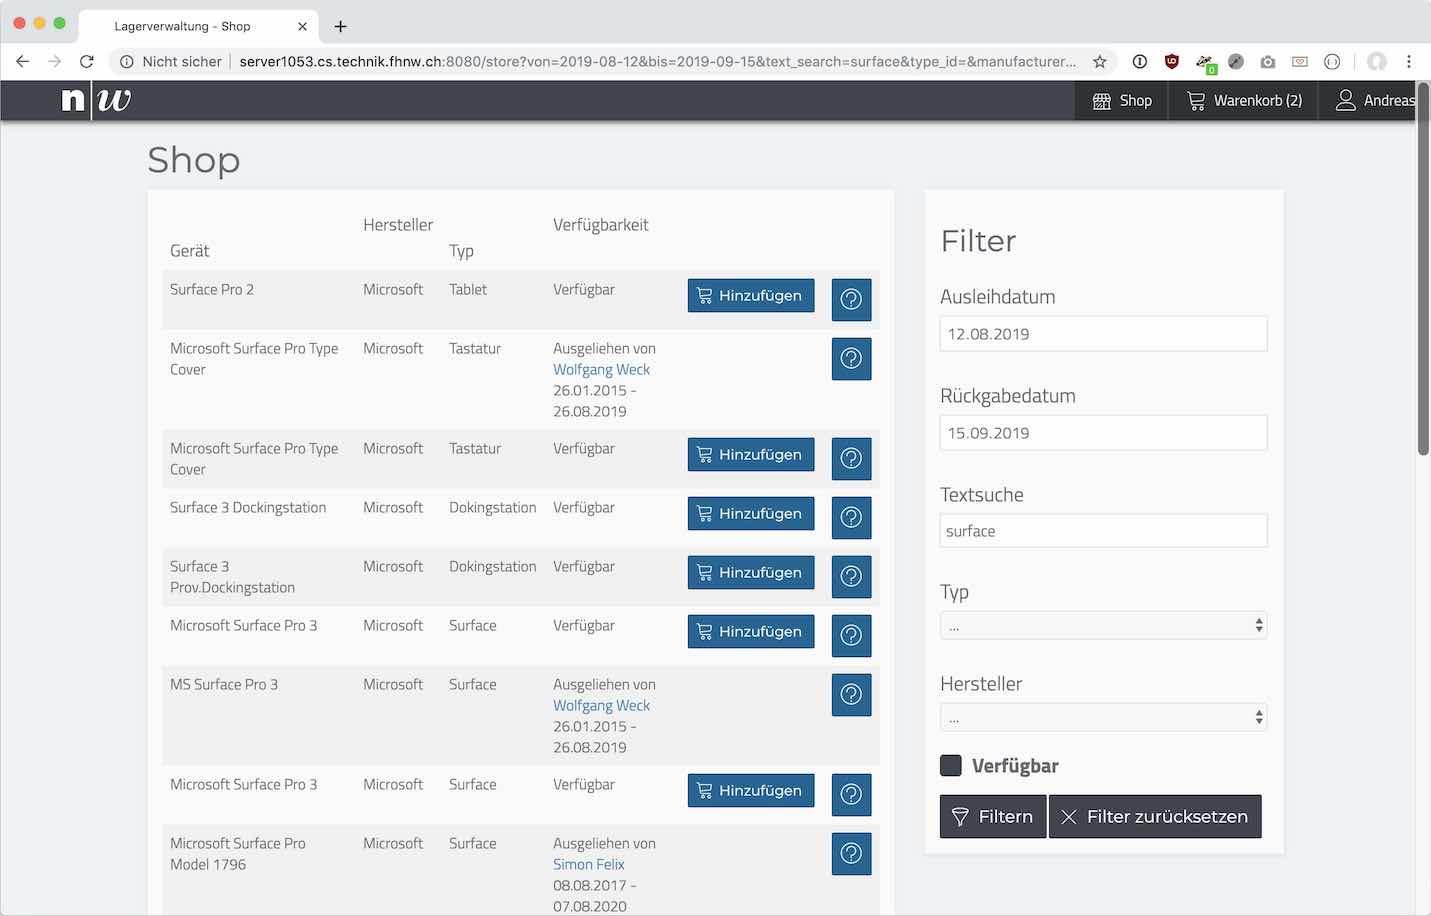 Lagerverwaltung - Shop
Nicht sicher
server1053.cs.technik.fhnw.ch:8080/store?von=2019-08-12&bis=2019-09-15&text_search=surface&type_id=&manufacturer...
0
n|w
Shop
Warenkorb (2)
Andreas
Shop
Hersteller Verfügbarkeit
Gerät Typ
Surface Pro 2 Microsoft Tablet Verfügbar Hinzufügen
Microsoft Surface Pro Type Microsoft Tastatur Ausgeliehen von
Cover Wolfgang Weck
26.01.2015 -
26.08.2019
Microsoft Surface Pro Type Microsoft Tastatur Verfügbar Hinzufügen
Cover
Surface 3 Dockingstation Microsoft Dokingstation Verfügbar Hinzufügen
Surface 3 Microsoft Dokingstation Verfügbar Hinzufügen
Prov.Dockingstation
Microsoft Surface Pro 3 Microsoft Surface Verfügbar Hinzufügen
MS Surface Pro 3 Microsoft Surface Ausgeliehen von
Wolfgang Weck
26.01.2015 -
26.08.2019
Microsoft Surface Pro 3 Microsoft Surface Verfügbar Hinzufügen
Microsoft Surface Pro Microsoft Surface Ausgeliehen von
Model 1796 Simon Felix
08.08.2017 -
07.08.2020
Filter
Ausleihdatum
12.08.2019
Rückgabedatum
15.09.2019
Textsuche
surface
Typ
...
Hersteller
...
Verfügbar
Filtern
Filter zurücksetzen